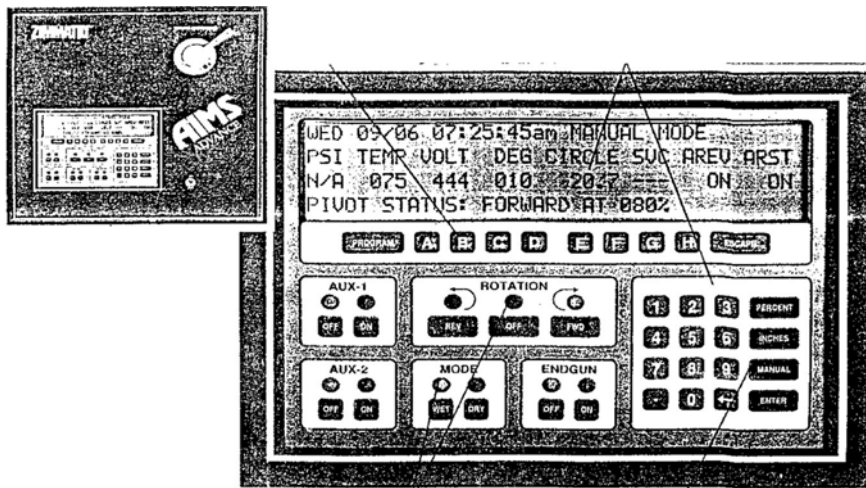 ZIMMATIC
AIMS
ADVANCE
WED 09/06 07:25:45am MANUAL MODE
PSI TEMP VOLT DEG CIRCLE SVC AREV ARST
N/A 075 444 010 20.7 --- ON ON
PIVOT STATUS: FORWARD AT 080%
PROGRAM A B C D E F G H ESCAPE
AUX-1
OFF ON
ROTATION
REV OFF FWD
1 2 3 PERCENT
4 5 6 INCHES
7 8 9 MANUAL
0 ← ENTER
AUX-2
OFF ON
MODE
WET DRY
ENDGUN
OFF ON